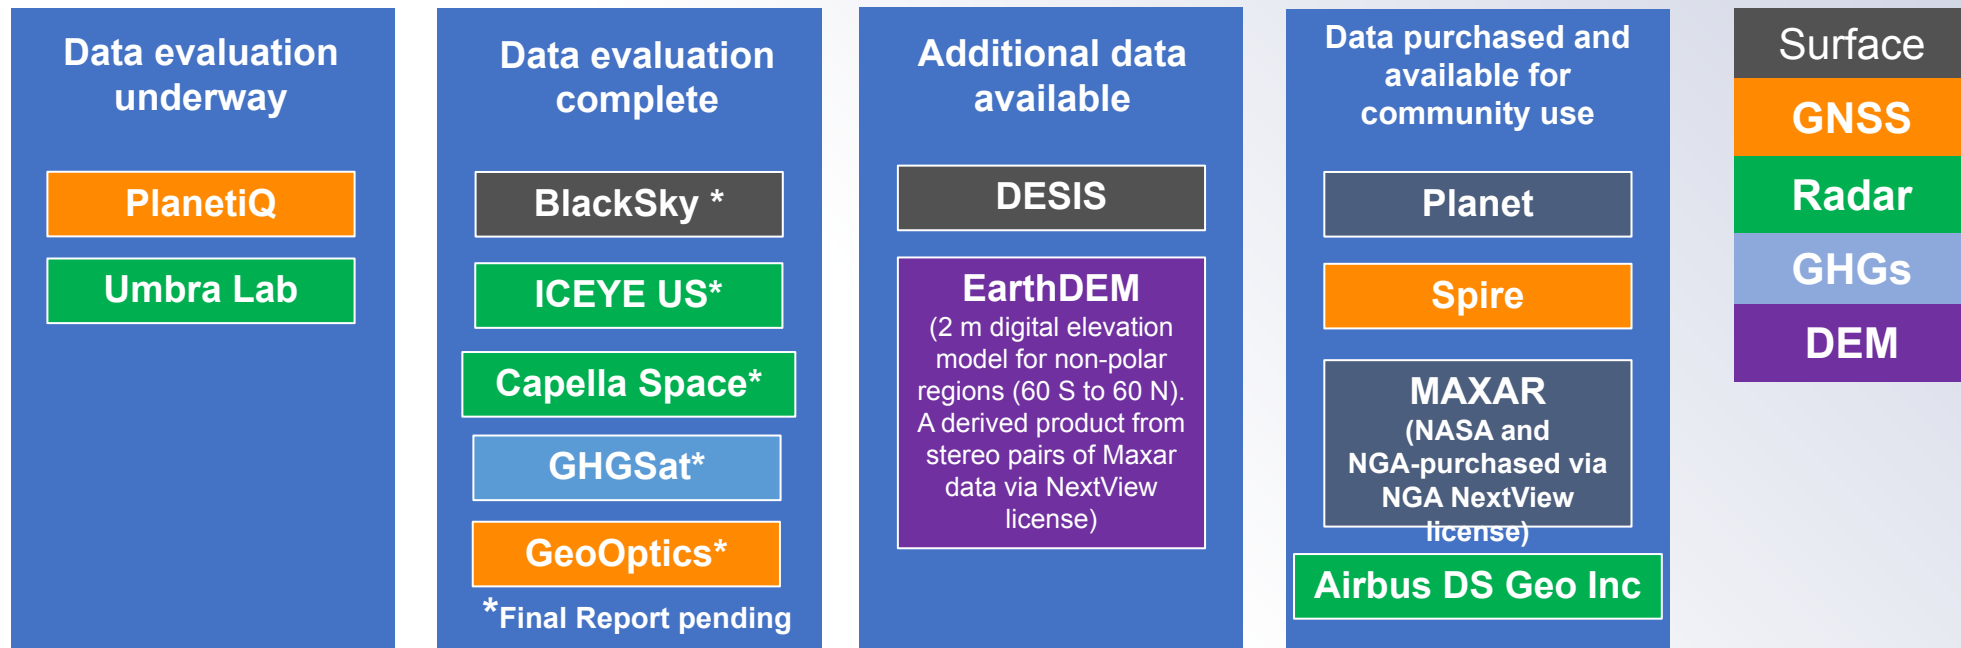 Data evaluation
underway
PlanetiQ
Umbra Lab
Data evaluation
complete
BlackSky *
ICEYE US*
Capella Space*
GHGSat*
GeoOptics*
*Final Report pending
Additional data
available
DESIS
EarthDEM
(2 m digital elevation
model for non-polar
regions (60 S to 60 N).
A derived product from
stereo pairs of Maxar
data via NextView
license)
Data purchased and
available for
community use
Planet
Spire
MAXAR
(NASA and
NGA-purchased via
NGA NextView
license)
Airbus DS Geo Inc
Surface
GNSS
Radar
GHGs
DEM